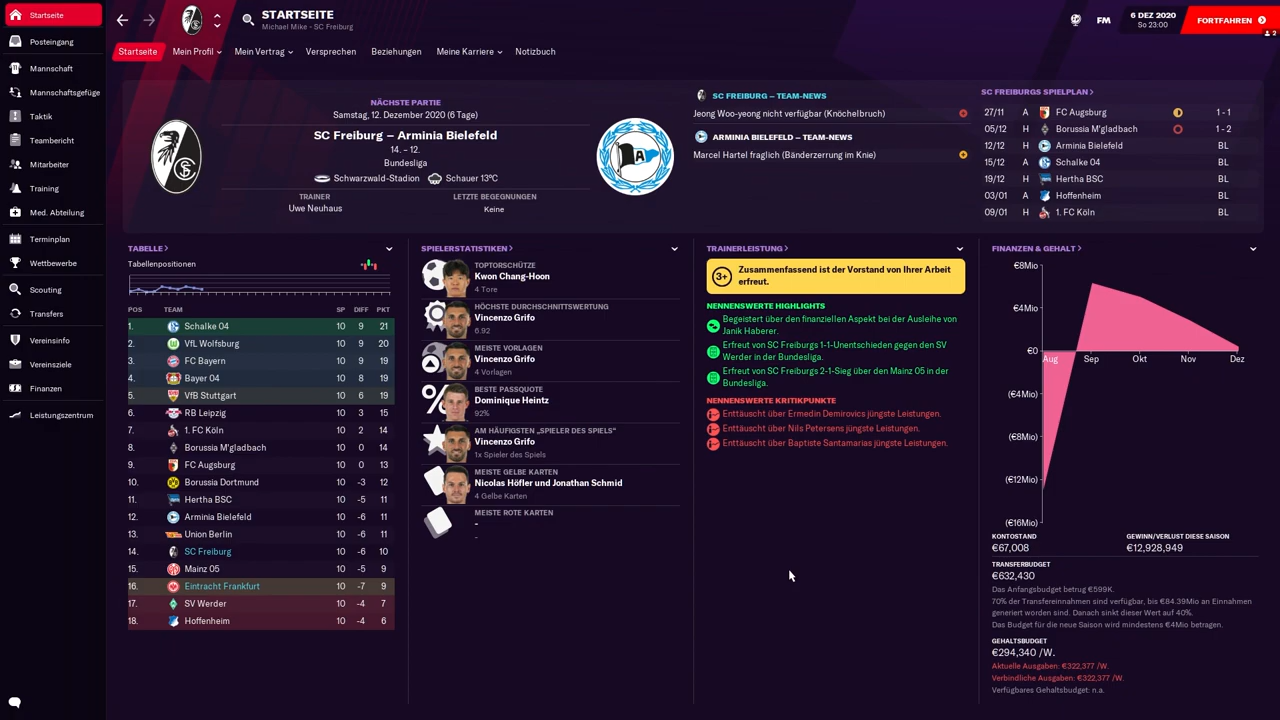 Startseite
Posteingang
Mannschaft
Mannschaftsgefüge
Taktik
Teambericht
Mitarbeiter
Training
Med. Abteilung
Terminplan
Wettbewerbe
Scouting
Transfers
Vereinsinfo
Vereinsziele
Finanzen
Leistungszentrum
STARTSEITE
Michael Mike - SC Freiburg
FM
6 DEZ 2020
So 23:00
FORTFAHREN
2
Startseite
Mein Profil
Mein Vertrag
Versprechen
Beziehungen
Meine Karriere
Notizbuch
NÄCHSTE PARTIE
Samstag, 12. Dezember 2020 (6 Tage)
SC Freiburg – Arminia Bielefeld
14. – 12.
Bundesliga
Schwarzwald-Stadion Schauer 13°C
TRAINER
Uwe Neuhaus
LETZTE BEGEGNUNGEN
Keine
SC FREIBURG – TEAM-NEWS
Jeong Woo-yeong nicht verfügbar (Knöchelbruch)
ARMINIA BIELEFELD – TEAM-NEWS
Marcel Hartel fraglich (Bänderzerrung im Knie)
SC FREIBURGS SPIELPLAN
27/11 A FC Augsburg 1 - 1
05/12 H Borussia M'gladbach 1 - 2
12/12 H Arminia Bielefeld BL
15/12 A Schalke 04 BL
19/12 H Hertha BSC BL
03/01 A Hoffenheim BL
09/01 H 1. FC Köln BL
TABELLE
Tabellenpositionen
POS TEAM SP DIFF PKT
1. Schalke 04 10 9 21
2. VfL Wolfsburg 10 9 20
3. FC Bayern 10 9 19
4. Bayer 04 10 8 19
5. VfB Stuttgart 10 6 19
6. RB Leipzig 10 3 15
7. 1. FC Köln 10 2 14
8. Borussia M'gladbach 10 0 14
9. FC Augsburg 10 0 13
10. Borussia Dortmund 10 -3 12
11. Hertha BSC 10 -5 11
12. Arminia Bielefeld 10 -6 11
13. Union Berlin 10 -6 11
14. SC Freiburg 10 -6 10
15. Mainz 05 10 -5 9
16. Eintracht Frankfurt 10 -7 9
17. SV Werder 10 -4 7
18. Hoffenheim 10 -4 6
SPIELERSTATISTIKEN
TOPTORSCHÜTZE
Kwon Chang-Hoon
4 Tore
HÖCHSTE DURCHSCHNITTSWERTUNG
Vincenzo Grifo
6.92
MEISTE VORLAGEN
Vincenzo Grifo
4 Vorlagen
BESTE PASSQUOTE
Dominique Heintz
92%
AM HÄUFIGSTEN „SPIELER DES SPIELS"
Vincenzo Grifo
1x Spieler des Spiels
MEISTE GELBE KARTEN
Nicolas Höfler und Jonathan Schmid
4 Gelbe Karten
MEISTE ROTE KARTEN
-
-
TRAINERLEISTUNG
3+
Zusammenfassend ist der Vorstand von Ihrer Arbeit
erfreut.
NENNENSWERTE HIGHLIGHTS
Begeistert über den finanziellen Aspekt bei der Ausleihe von
Janik Haberer.
Erfreut von SC Freiburgs 1-1-Unentschieden gegen den SV
Werder in der Bundesliga.
Erfreut von SC Freiburgs 2-1-Sieg über den Mainz 05 in der
Bundesliga.
NENNENSWERTE KRITIKPUNKTE
Enttäuscht über Ermedin Demirovics jüngste Leistungen.
Enttäuscht über Nils Petersens jüngste Leistungen.
Enttäuscht über Baptiste Santamarias jüngste Leistungen.
FINANZEN & GEHALT
€8Mio
€4Mio
€0
(€4Mio)
(€8Mio)
(€12Mio)
(€16Mio)
Aug Sep Okt Nov Dez
KONTOSTAND
€67,008
GEWINN/VERLUST DIESE SAISON
€12,928,949
TRANSFERBUDGET
€632,430
Das Anfangsbudget betrug €599K.
70% der Transfereinnahmen sind verfügbar, bis €84.39Mio an Einnahmen
generiert worden sind. Danach sinkt dieser Wert auf 40%.
Das Budget für die neue Saison wird mindestens €4Mio betragen.
GEHALTSBUDGET
€294,340 /W.
Aktuelle Ausgaben: €322,377 /W.
Verbindliche Ausgaben: €322,377 /W.
Verfügbares Gehaltsbudget: n.a.